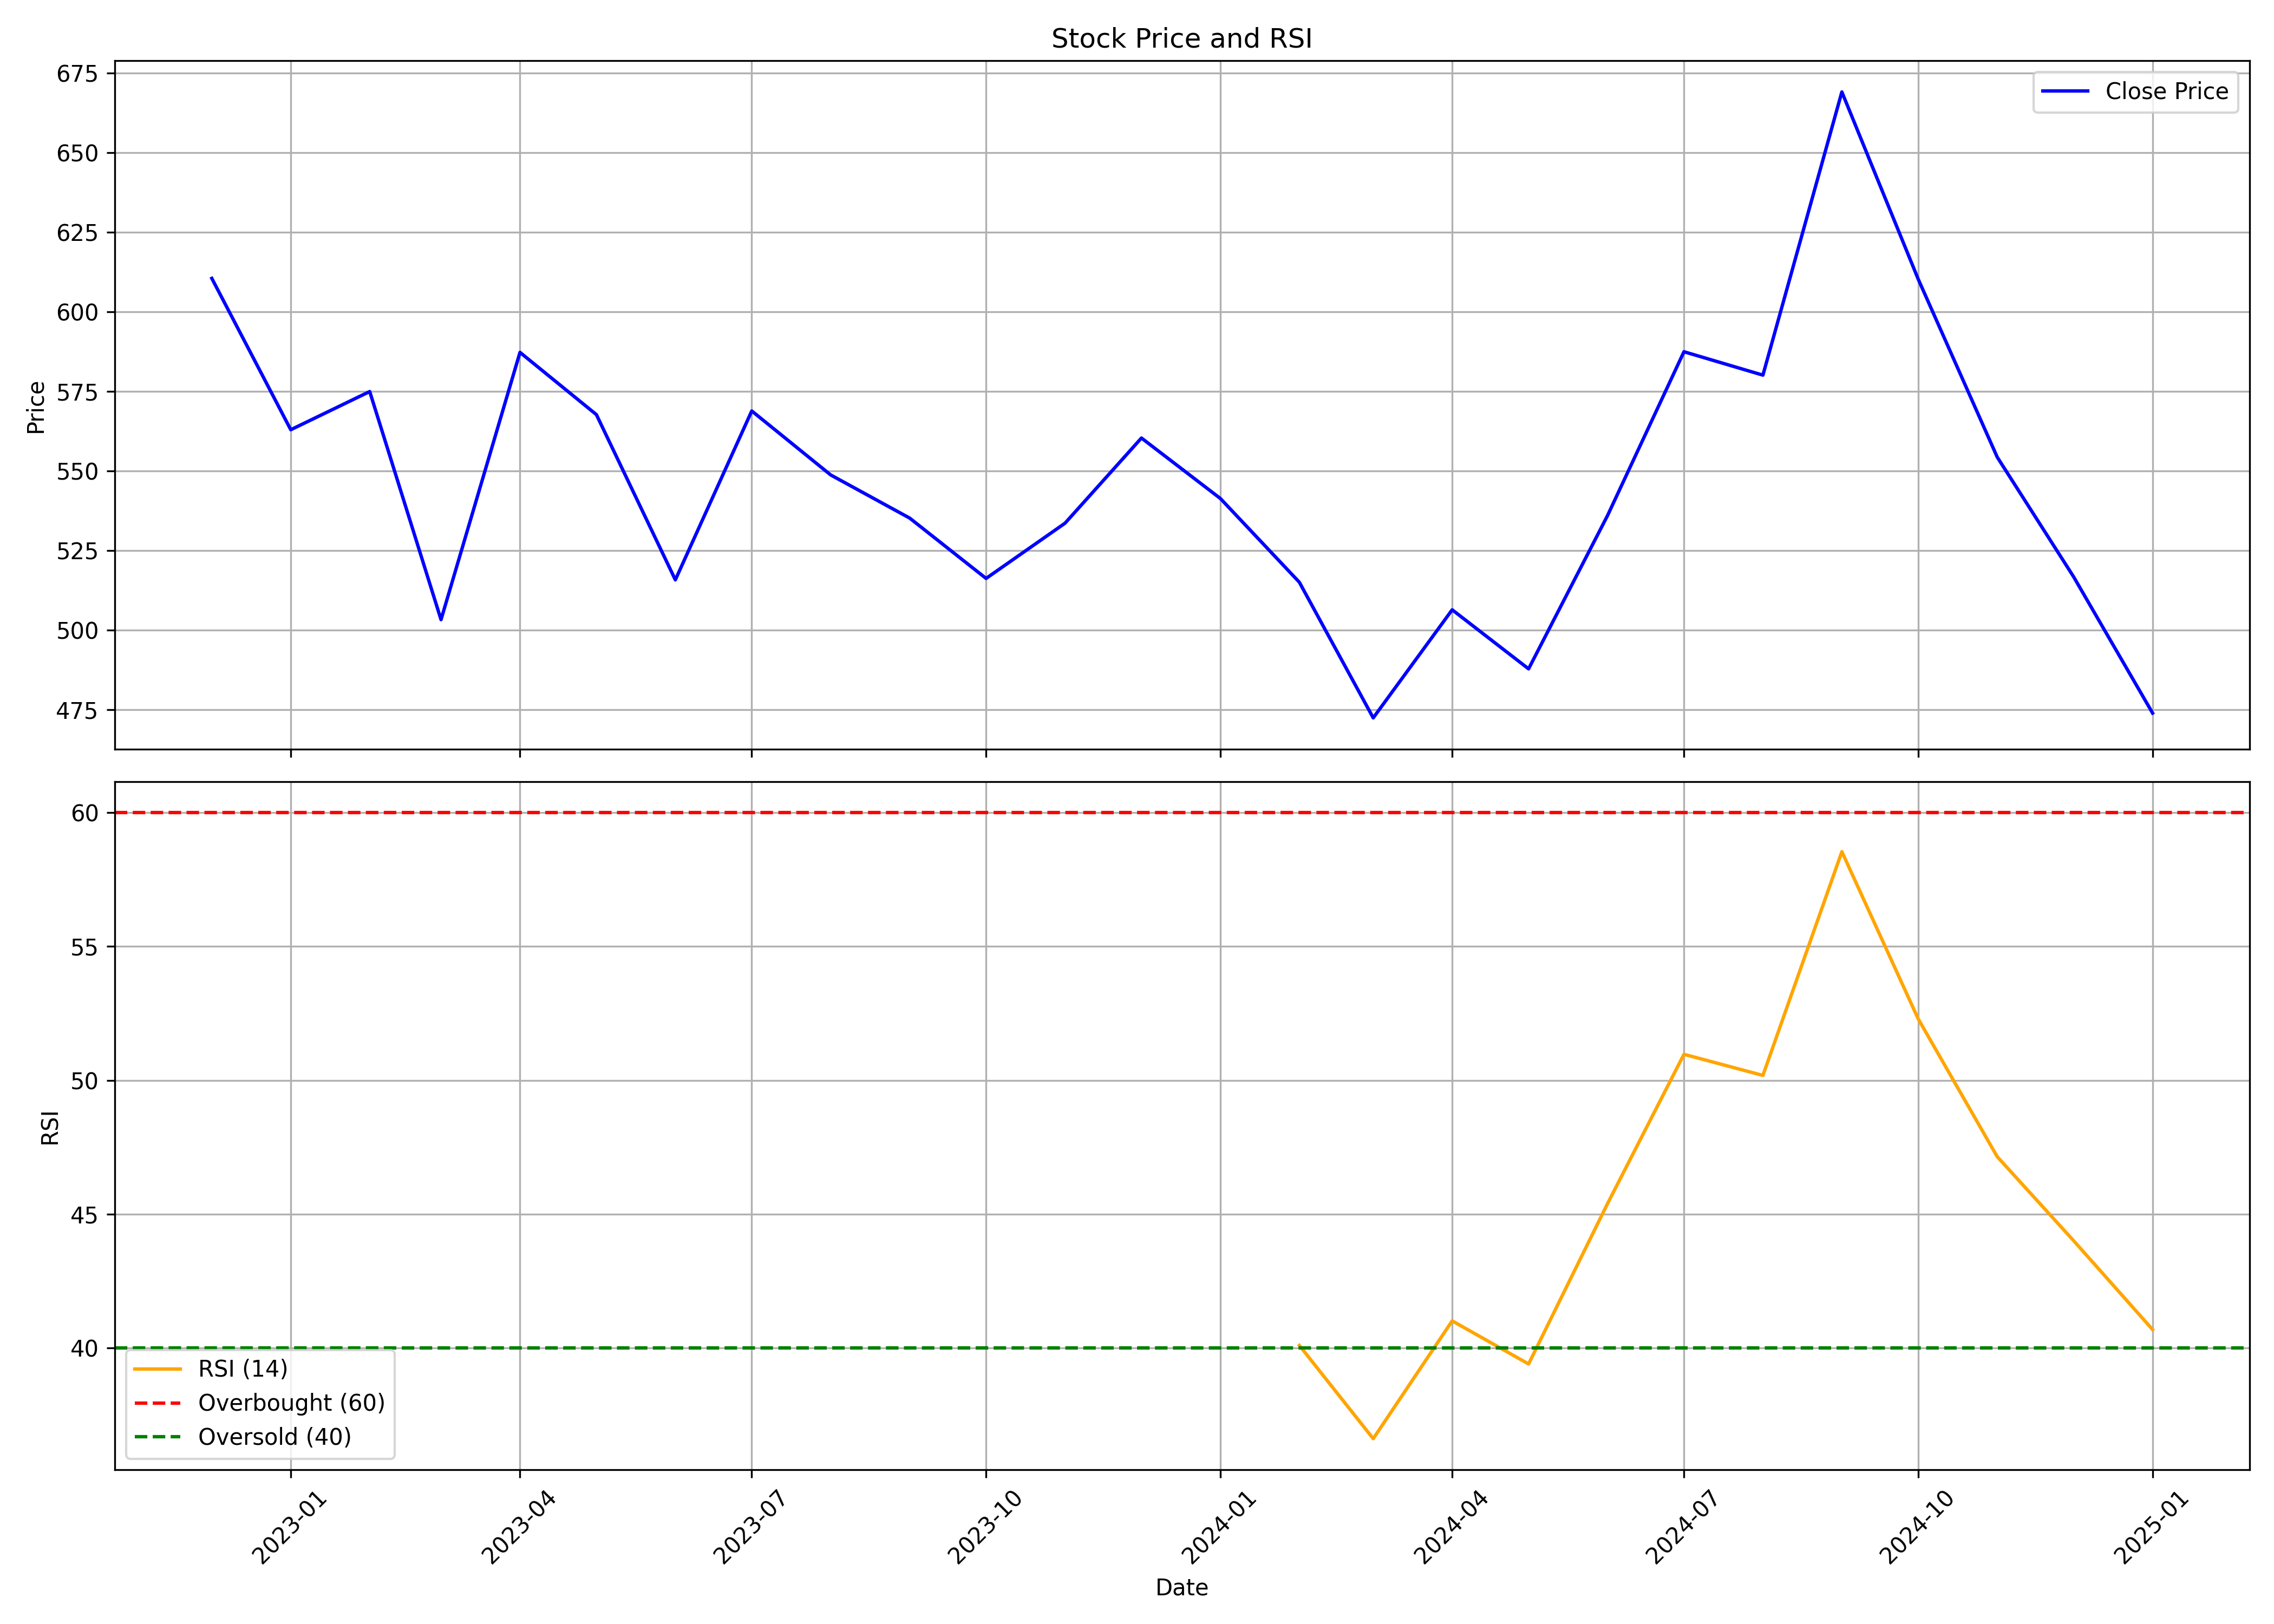 Stock Price and RSI
675
650
625
600
575
550
525
500
475
Price
Close Price
60
55
50
45
40
RSI
RSI (14)
Overbought (60)
Oversold (40)
2023-01
2023-04
2023-07
2023-10
2024-01
2024-04
2024-07
2024-10
2025-01
Date